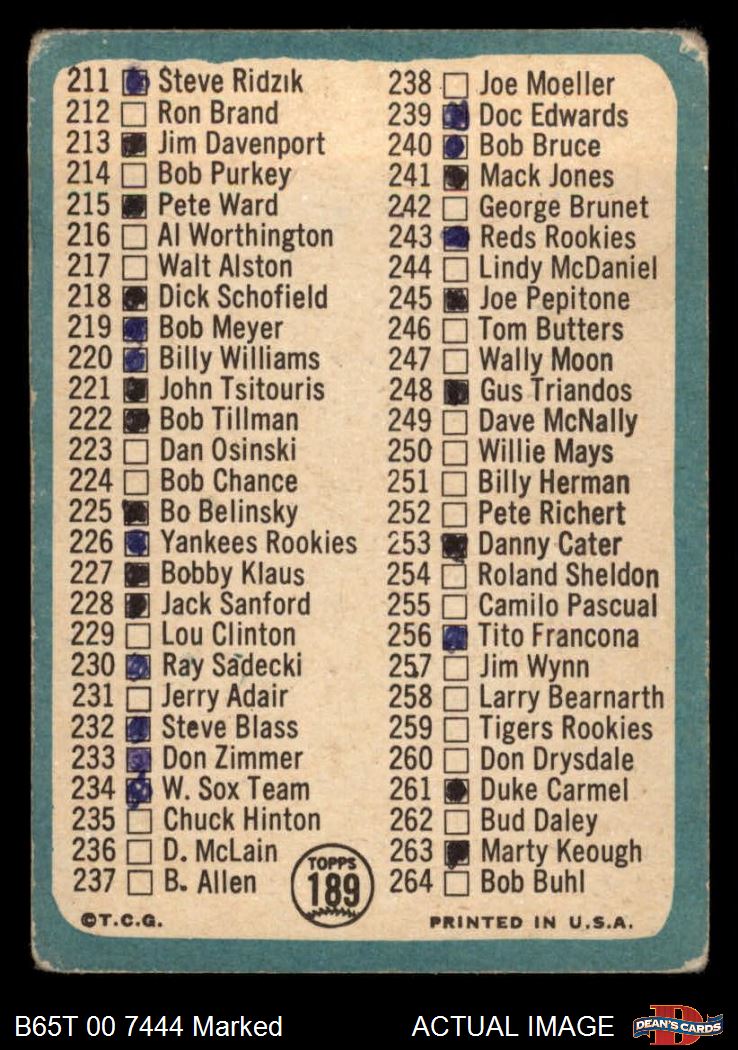 211 Steve Ridzik
212 Ron Brand
213 Jim Davenport
214 Bob Purkey
215 Pete Ward
216 Al Worthington
217 Walt Alston
218 Dick Schofield
219 Bob Meyer
220 Billy Williams
221 John Tsitouris
222 Bob Tillman
223 Dan Osinski
224 Bob Chance
225 Bo Belinsky
226 Yankees Rookies
227 Bobby Klaus
228 Jack Sanford
229 Lou Clinton
230 Ray Sadecki
231 Jerry Adair
232 Steve Blass
233 Don Zimmer
234 W. Sox Team
235 Chuck Hinton
236 D. McLain
237 B. Allen
238 Joe Moeller
239 Doc Edwards
240 Bob Bruce
241 Mack Jones
242 George Brunet
243 Reds Rookies
244 Lindy McDaniel
245 Joe Pepitone
246 Tom Butters
247 Wally Moon
248 Gus Triandos
249 Dave McNally
250 Willie Mays
251 Billy Herman
252 Pete Richert
253 Danny Cater
254 Roland Sheldon
255 Camilo Pascual
256 Tito Francona
257 Jim Wynn
258 Larry Bearnarth
259 Tigers Rookies
260 Don Drysdale
261 Duke Carmel
262 Bud Daley
263 Marty Keough
264 Bob Buhl
TOPPS
189
©T.C.G.
PRINTED IN U.S.A.
B65T 00 7444 Marked
ACTUAL IMAGE
DEAN'S CARDS